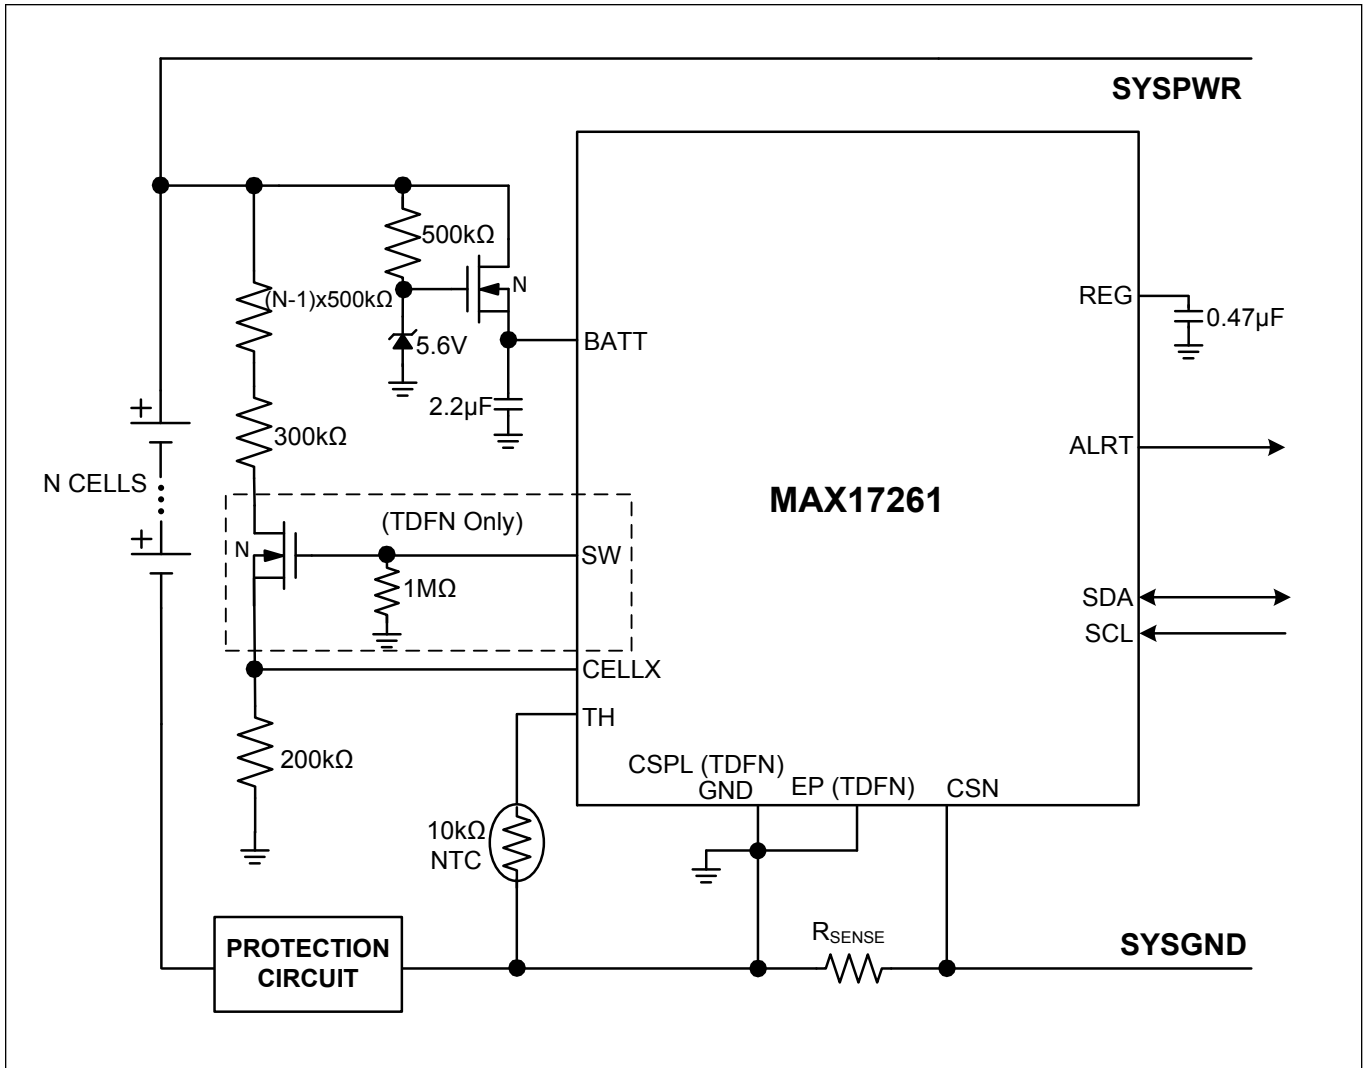 SYSPWR
500kΩ
N
(N-1)x500kΩ
REG
0.47µF
5.6V
BATT
2.2µF
+
300kΩ
ALRT
N CELLS
MAX17261
(TDFN Only)
+
N
SW
1MΩ
SDA
SCL
CELLX
TH
200kΩ
CSPL (TDFN)
GND
EP (TDFN)
CSN
10kΩ
NTC
RSENSE
SYSGND
PROTECTION
CIRCUIT